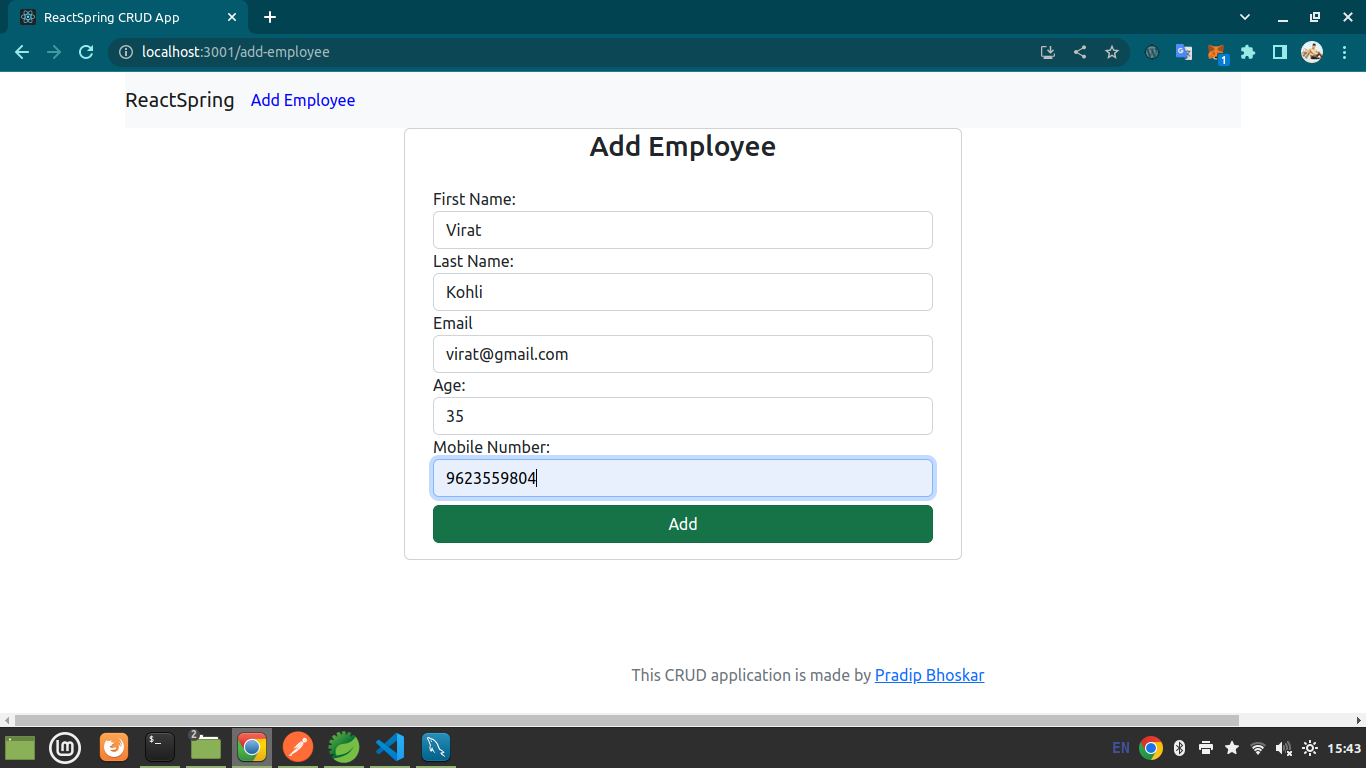 ReactSpring CRUD App
localhost:3001/add-employee
1
ReactSpring Add Employee
Add Employee
First Name:
Virat
Last Name:
Kohli
Email
virat@gmail.com
Age:
35
Mobile Number:
9623559804
Add
This CRUD application is made by Pradip Bhoskar
2
$_
EN
15:43